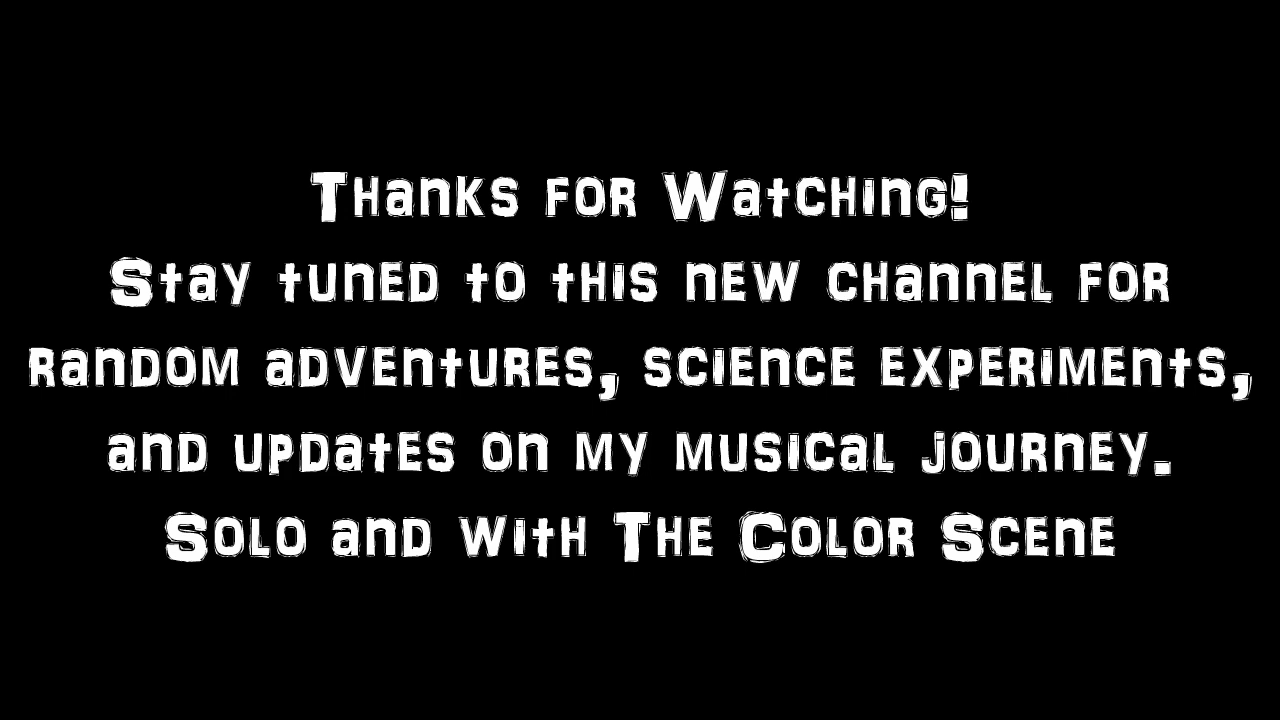 Thanks for Watching!
Stay tuned to this new channel for
random adventures, science experiments,
and updates on my musical journey.
Solo and with The Color Scene